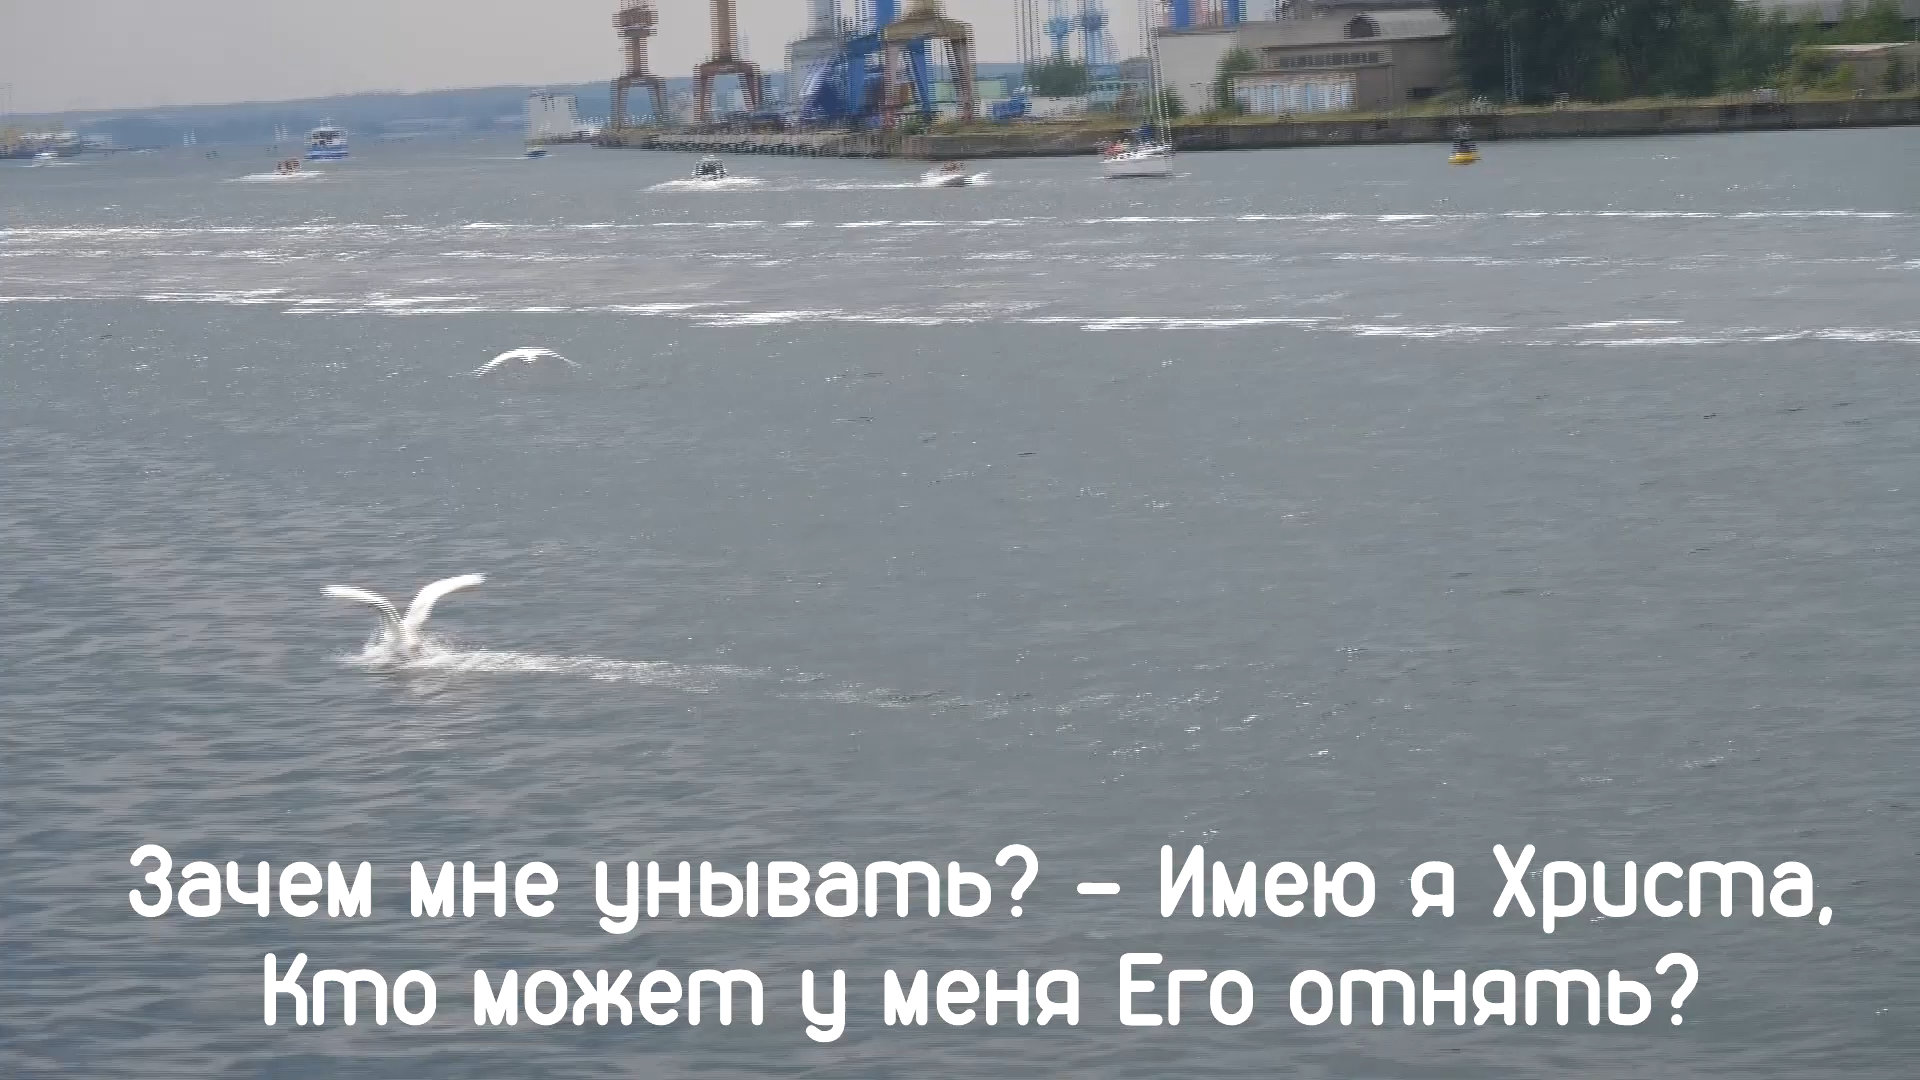 Зачем мне унывать? – Имею я Христа,
Кто может у меня Его отнять?